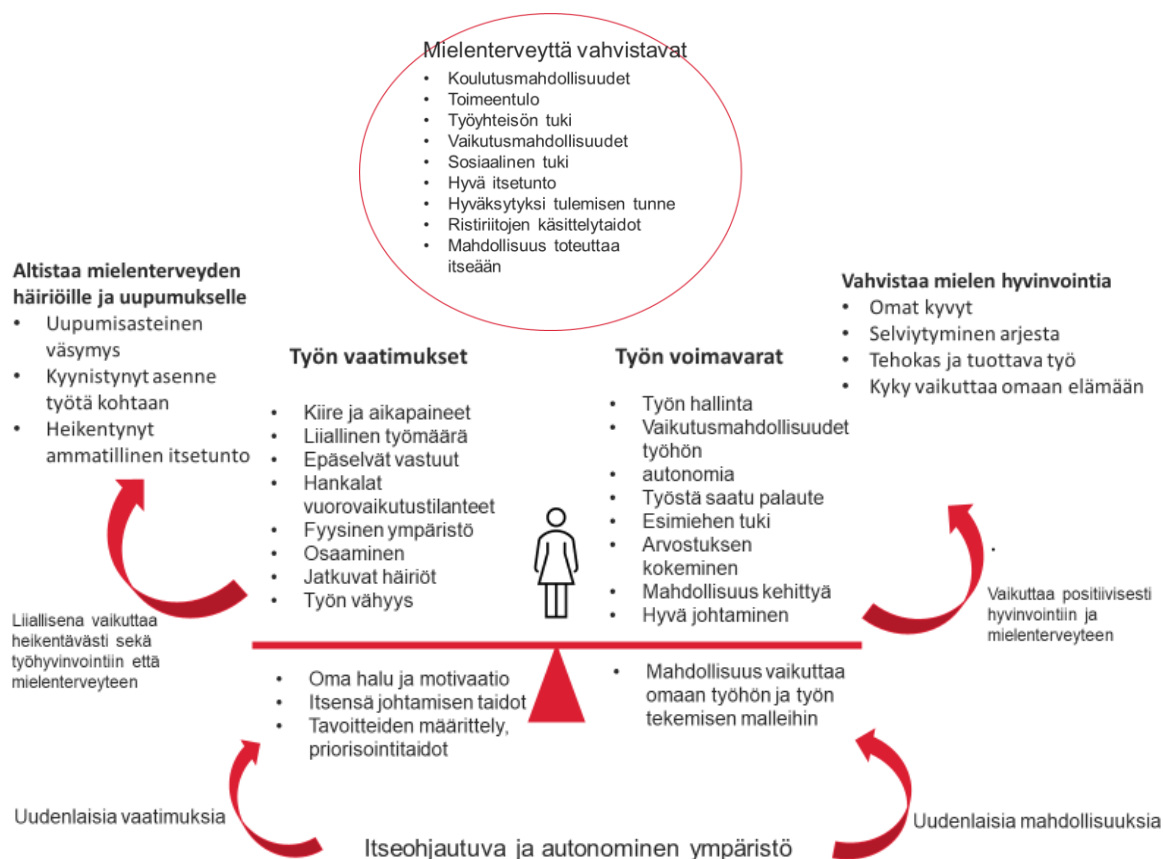 Mielenterveyttä vahvistavat
• Koulutusmahdollisuudet
• Toimeentulo
• Työyhteisön tuki
• Vaikutusmahdollisuudet
• Sosiaalinen tuki
• Hyvä itsetunto
• Hyväksytyksi tulemisen tunne
• Ristiriitojen käsittelytaidot
• Mahdollisuus toteuttaa
itseään
Altistaa mielenterveyden
häiriöille ja uupumukselle
• Uupumisasteinen
väsymys
• Kyynistynyt asenne
työtä kohtaan
• Heikentynyt
ammatillinen itsetunto
Liiallisena vaikuttaa
heikentävästi sekä
työhyvinvointiin että
mielenterveyteen
Työn vaatimukset
• Kiire ja aikapaineet
• Liiallinen työmäärä
• Epäselvät vastuut
• Hankalat
vuorovaikutustilanteet
• Fyysinen ympäristö
• Osaaminen
• Jatkuvat häiriöt
• Työn vähyys
Työn voimavarat
• Työn hallinta
• Vaikutusmahdollisuudet
työhön
• autonomia
• Työstä saatu palaute
• Esimiehen tuki
• Arvostuksen
kokeminen
• Mahdollisuus kehittyä
• Hyvä johtaminen
Vahvistaa mielen hyvinvointia
• Omat kyvyt
• Selviytyminen arjesta
• Tehokas ja tuottava työ
• Kyky vaikuttaa omaan elämään
.
Vaikuttaa positiivisesti
hyvinvointiin ja
mielenterveyteen
• Oma halu ja motivaatio
• Itsensä johtamisen taidot
• Tavoitteiden määrittely,
priorisointitaidot
• Mahdollisuus vaikuttaa
omaan työhön ja työn
tekemisen malleihin
Uudenlaisia vaatimuksia
Uudenlaisia mahdollisuuksia
Itseohjautuva ja autonominen ympäristö